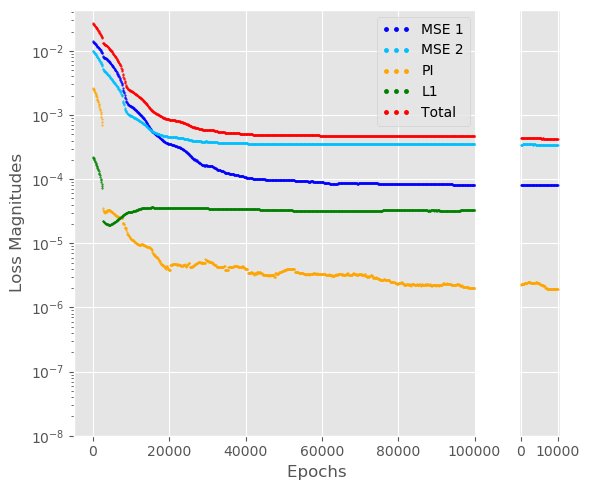 MSE 1
MSE 2
PI
L1
Total
10⁻²
10⁻³
10⁻⁴
10⁻⁵
10⁻⁶
10⁻⁷
10⁻⁸
Loss Magnitudes
0 20000 40000 60000 80000 100000 0 10000
Epochs